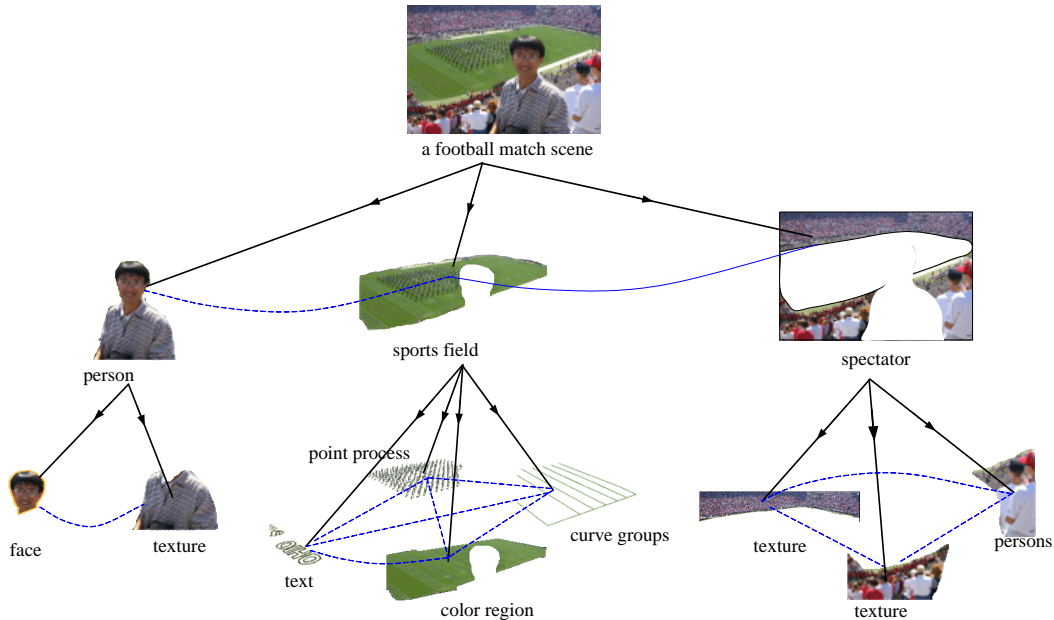 a football match scene
person
sports field
spectator
point process
face
texture
text
color region
curve groups
texture
texture
persons
OHIO